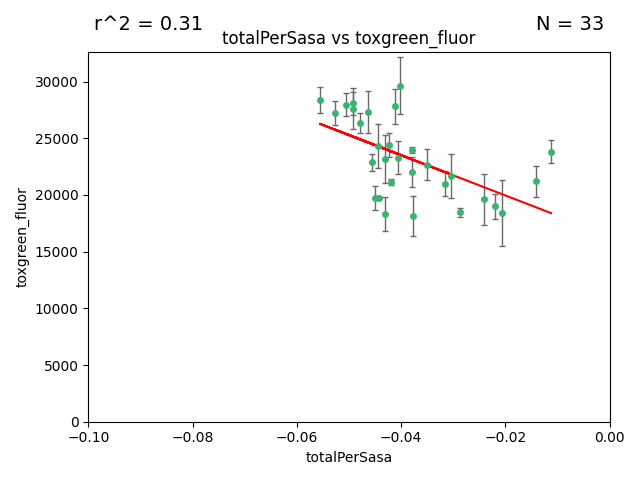 r^2 = 0.31
N = 33
totalPerSasa vs toxgreen_fluor
30000
25000
20000
15000
10000
5000
0
toxgreen_fluor
−0.10
−0.08
−0.06
−0.04
−0.02
0.00
totalPerSasa